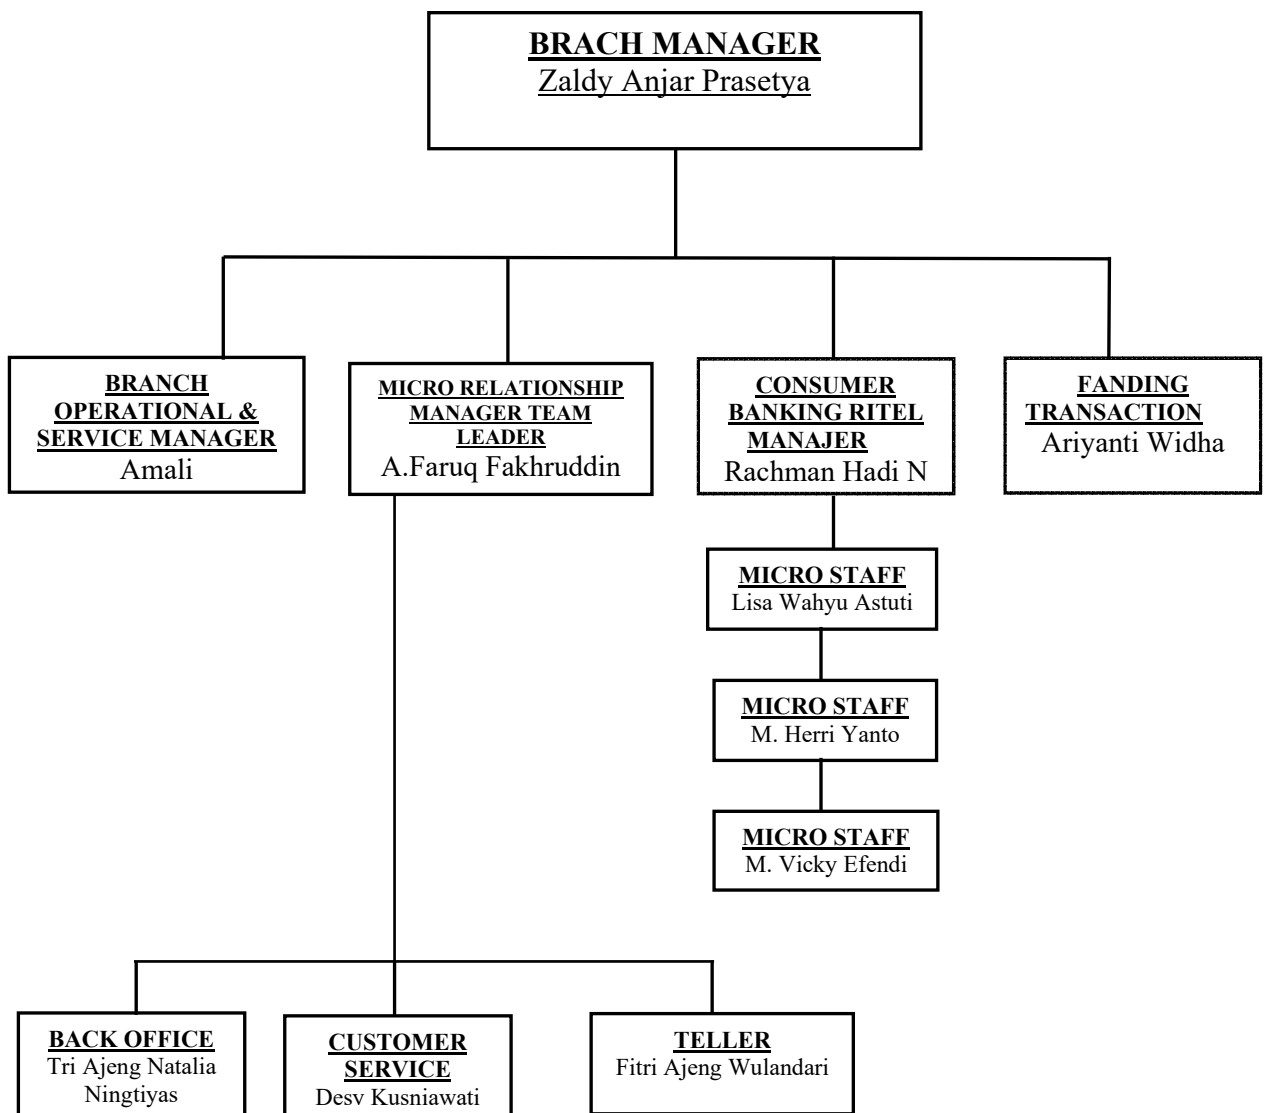 BRACH MANAGER
Zaldy Anjar Prasetya
BRANCH
OPERATIONAL &
SERVICE MANAGER
Amali
MICRO RELATIONSHIP
MANAGER TEAM
LEADER
A.Faruq Fakhruddin
CONSUMER
BANKING RITEL
MANAJER
Rachman Hadi N
FANDING
TRANSACTION
Ariyanti Widha
MICRO STAFF
Lisa Wahyu Astuti
MICRO STAFF
M. Herri Yanto
MICRO STAFF
M. Vicky Efendi
BACK OFFICE
Tri Ajeng Natalia
Ningtiyas
CUSTOMER
SERVICE
Desy Kusniawati
TELLER
Fitri Ajeng Wulandari